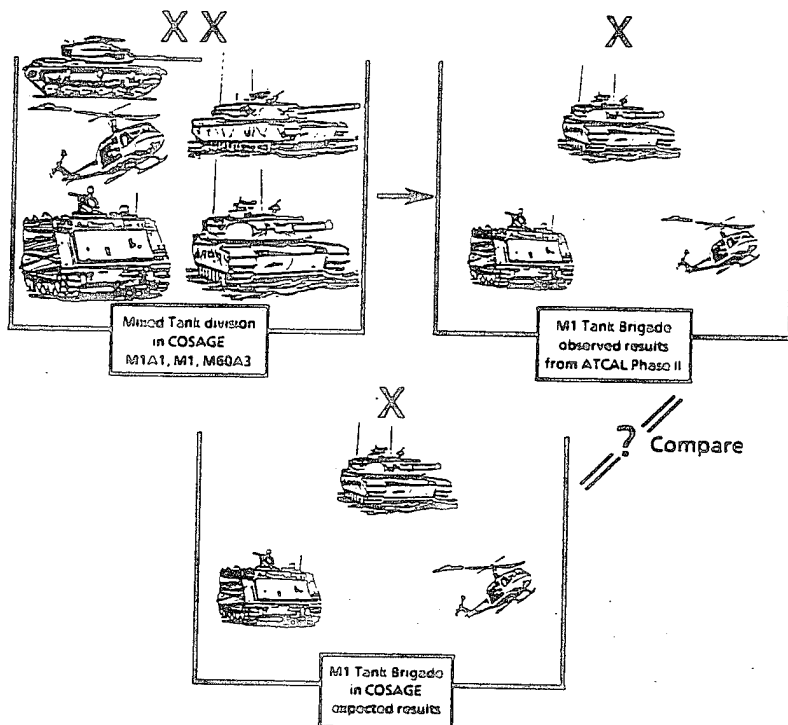 X X
X
Mixed Tank division
in COSAGE
M1A1, M1, M60A3
M1 Tank Brigade
observed results
from ATCAL Phase II
X
? Compare
M1 Tank Brigade
in COSAGE
expected results